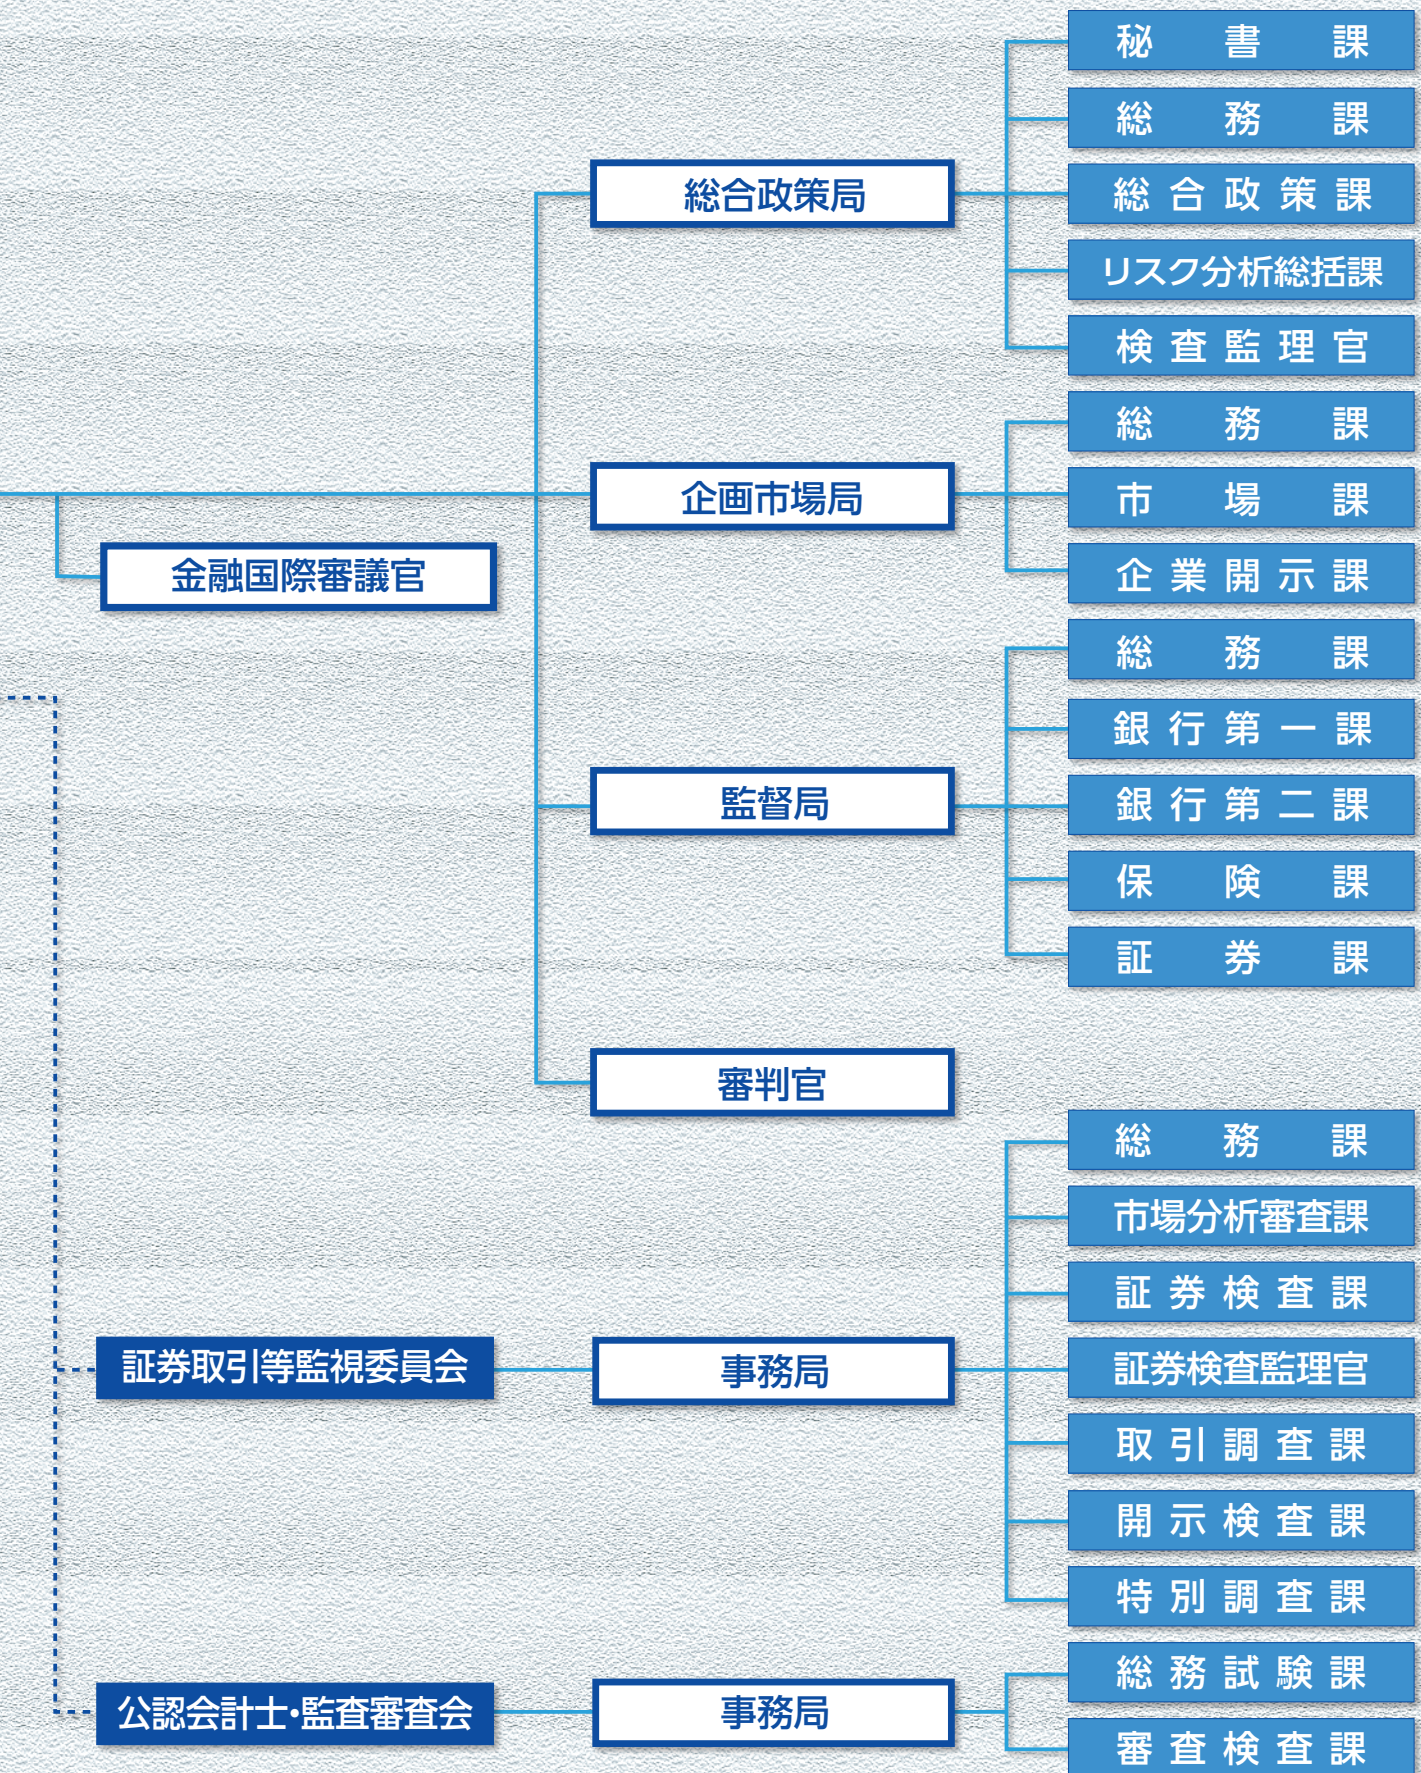 総合政策局
秘書課
総務課
総合政策課
リスク分析総括課
検査監理官
企画市場局
総務課
市場課
企業開示課
金融国際審議官
監督局
総務課
銀行第一課
銀行第二課
保険課
証券課
審判官
証券取引等監視委員会
事務局
総務課
市場分析審査課
証券検査課
証券検査監理官
取引調査課
開示検査課
特別調査課
公認会計士・監査審査会
事務局
総務試験課
審査検査課